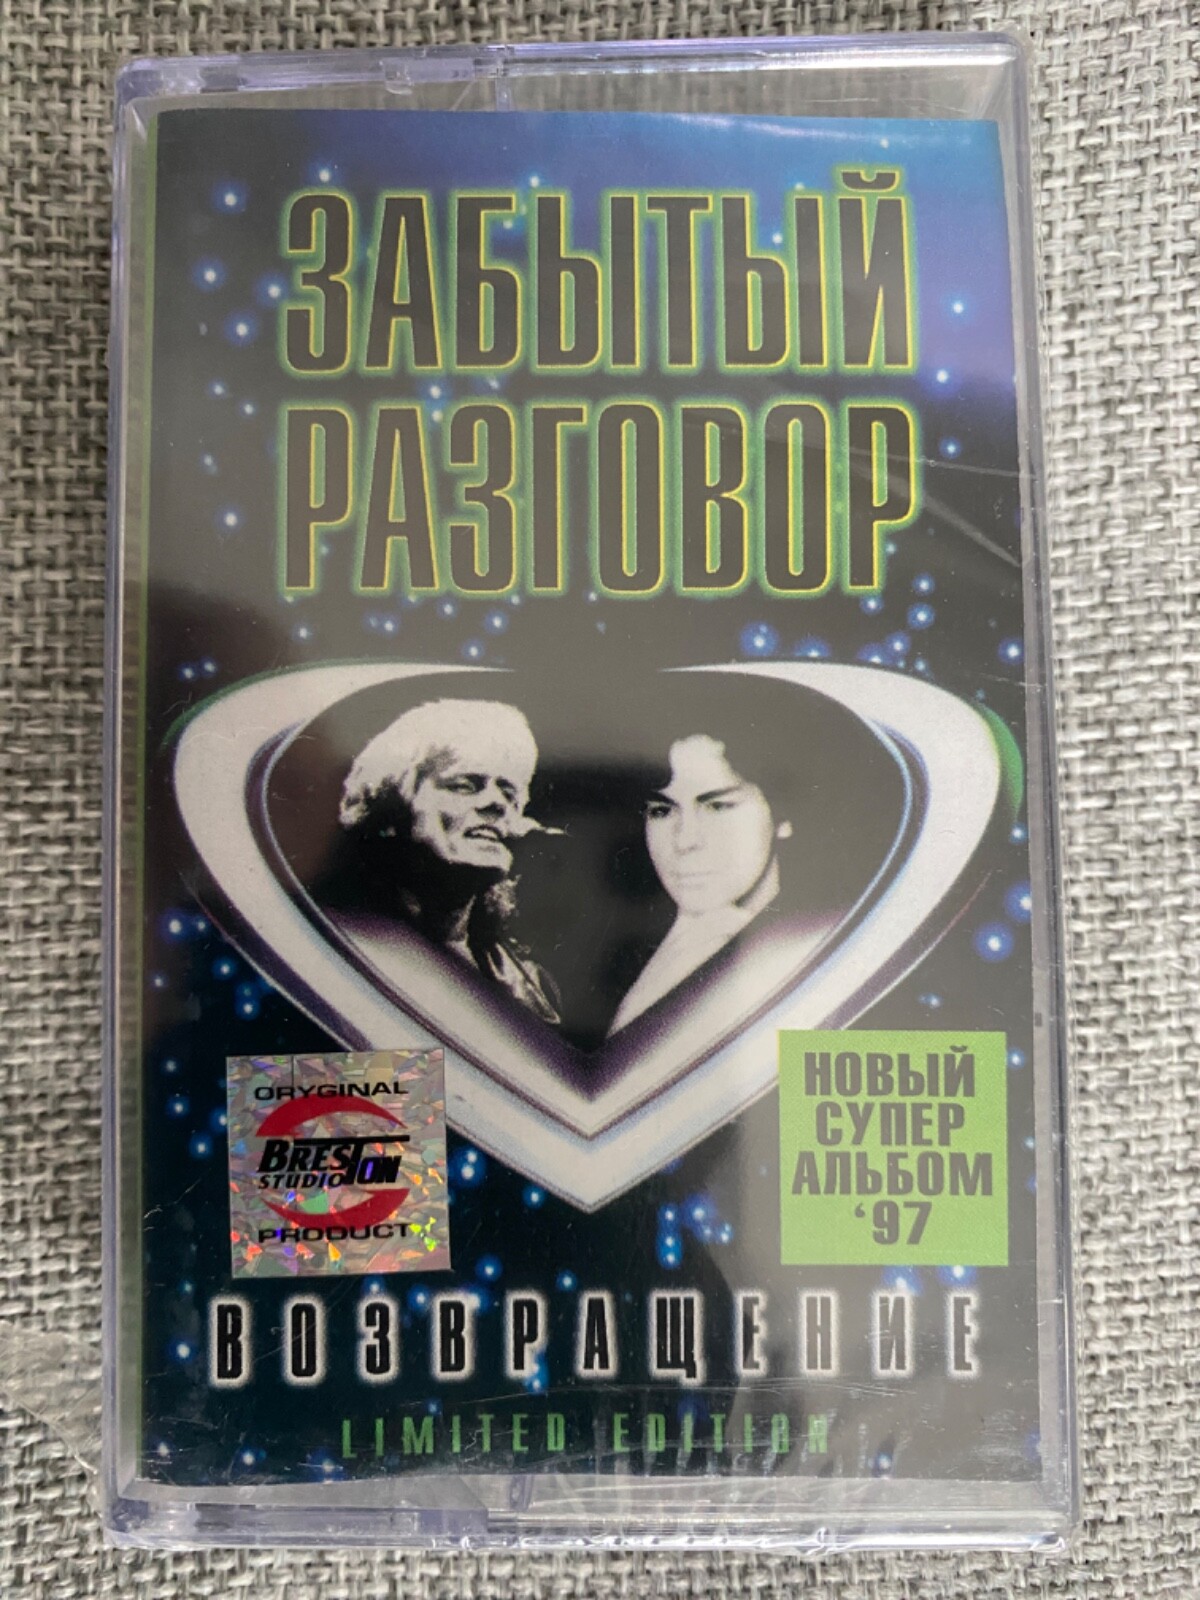 ЗАБЫТЫЙ
РАЗГОВОР
ORYGINAL
BRESTON
STUDIO
PRODUCT
НОВЫЙ
СУПЕР
АЛЬБОМ
‘97
ВОЗВРАЩЕНИЕ
LIMITED EDITION